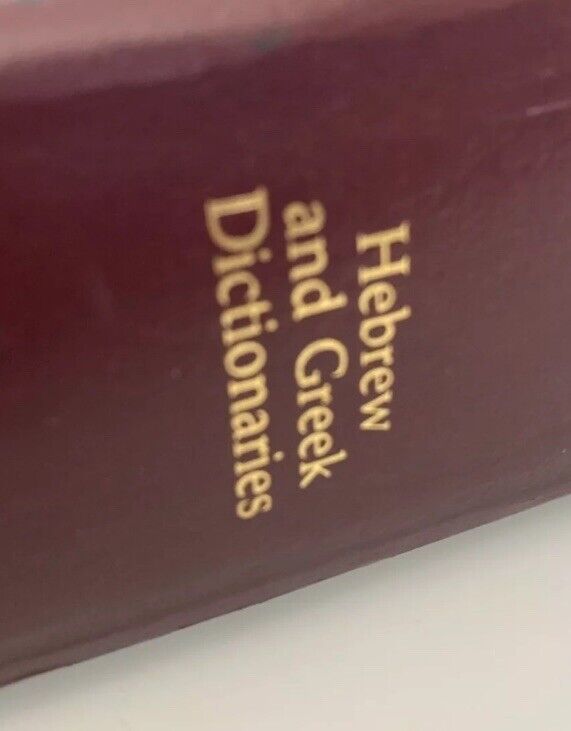 Hebrew
and Greek
Dictionaries